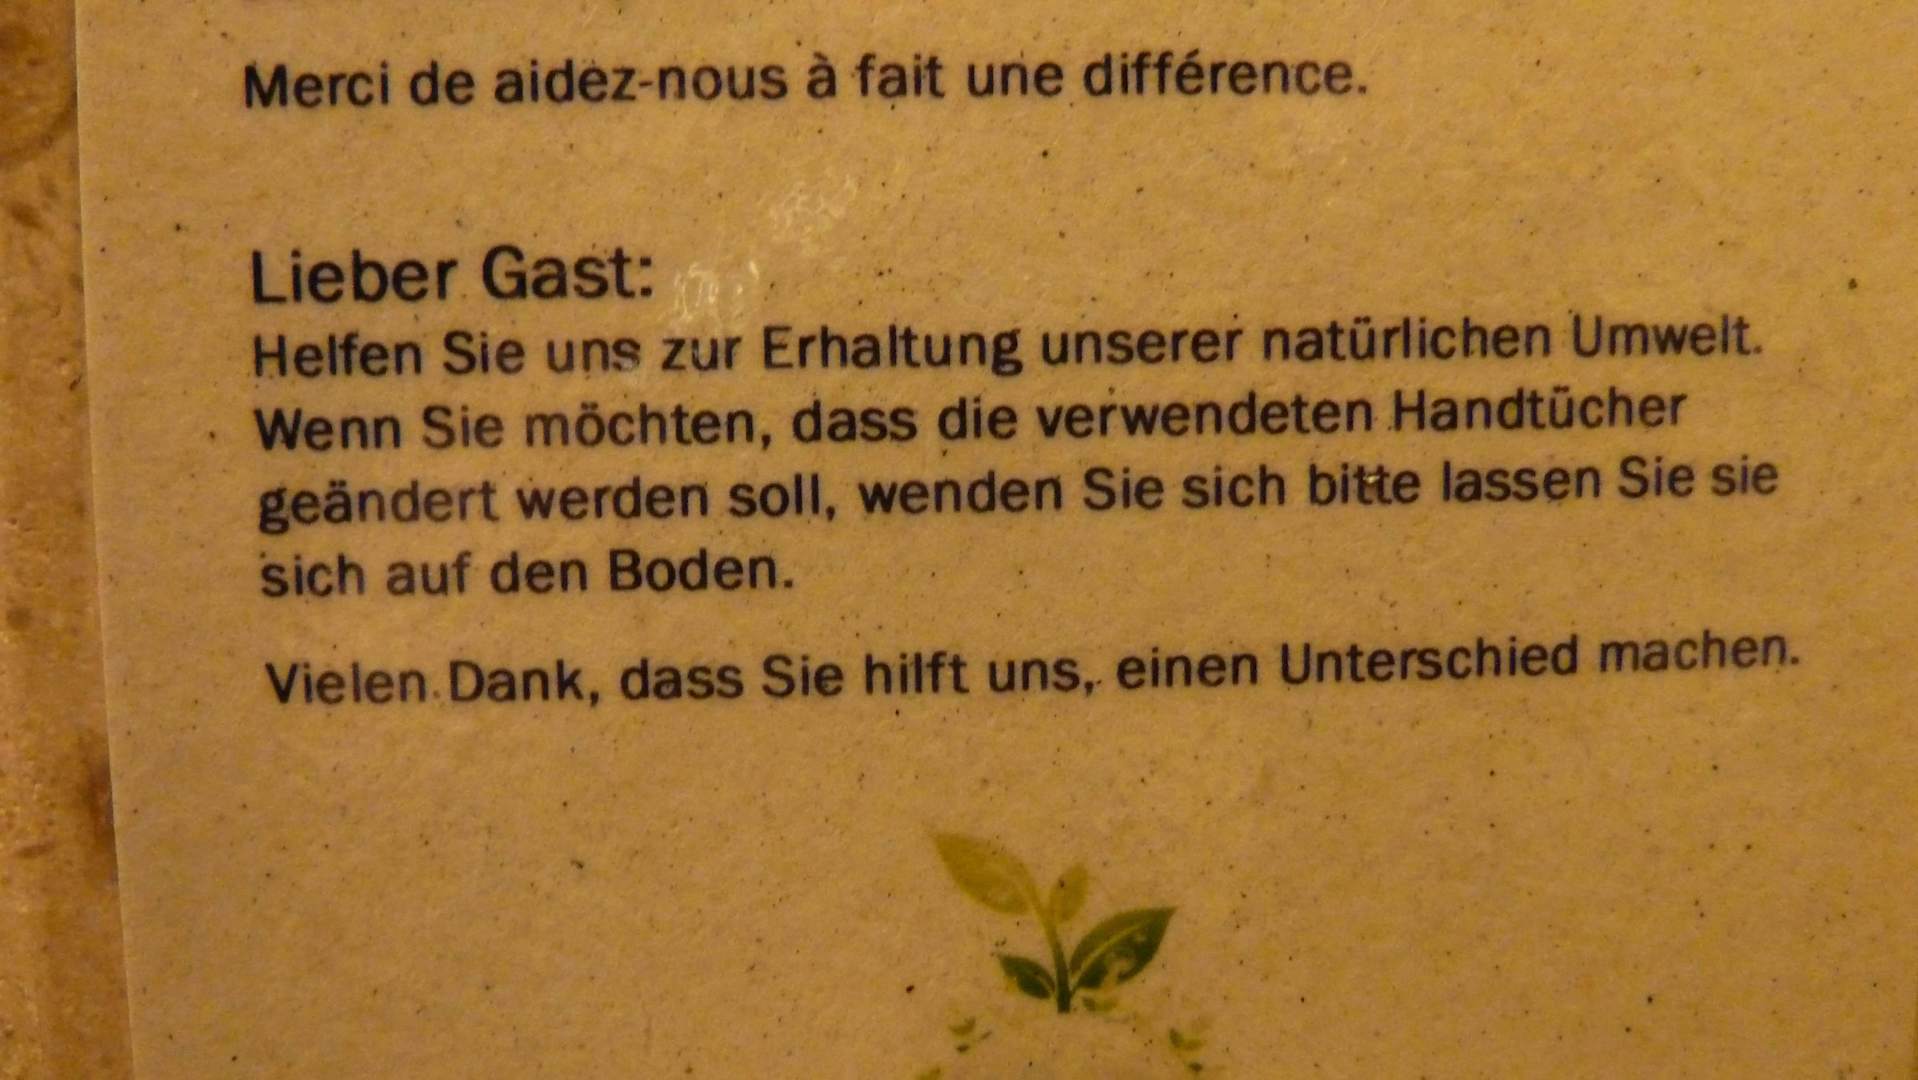 Merci de aidez-nous à fait une différence.
Lieber Gast:
Helfen Sie uns zur Erhaltung unserer natürlichen Umwelt.
Wenn Sie möchten, dass die verwendeten Handtücher
geändert werden soll, wenden Sie sich bitte lassen Sie sie
sich auf den Boden.
Vielen Dank, dass Sie hilft uns, einen Unterschied machen.